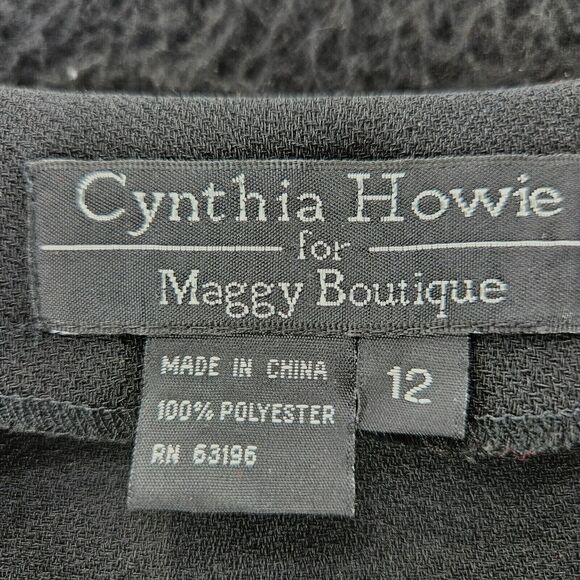 Cynthia Howie
for
Maggy Boutique
MADE IN CHINA
100% POLYESTER
RN 63196
12